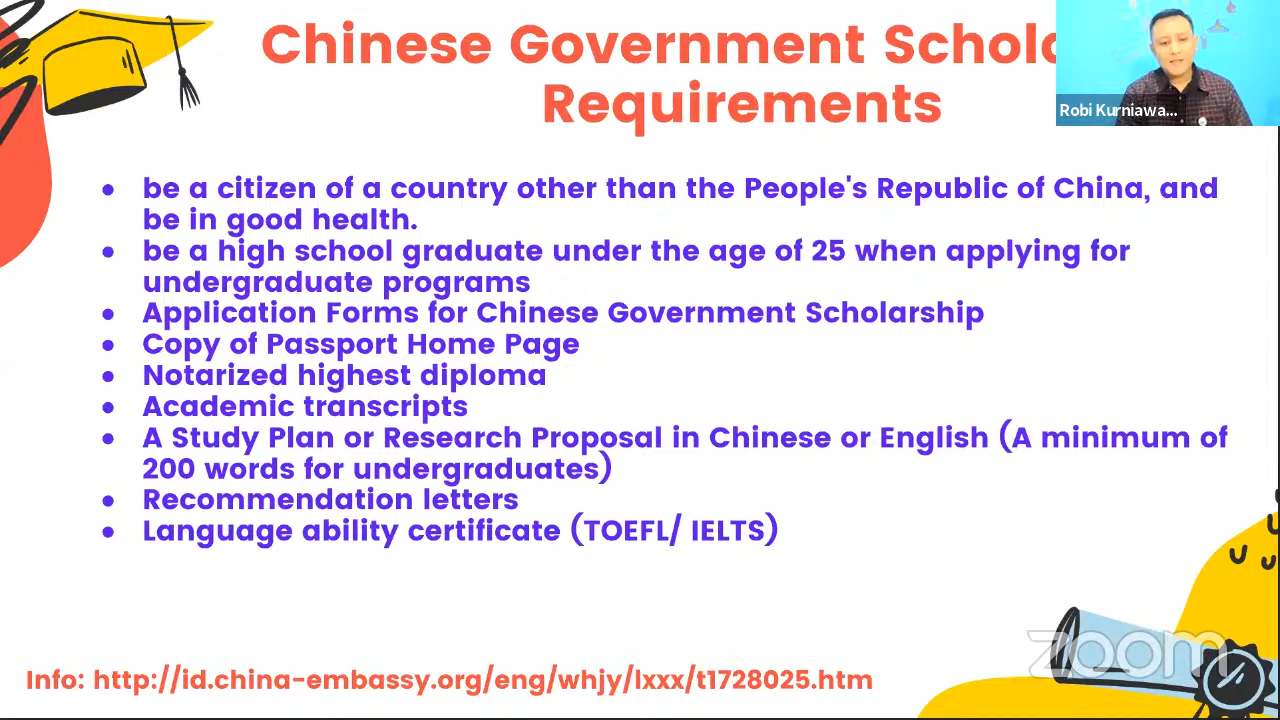 Chinese Government Schol
Requirements
Robi Kurniawa...
• be a citizen of a country other than the People's Republic of China, and
be in good health.
• be a high school graduate under the age of 25 when applying for
undergraduate programs
• Application Forms for Chinese Government Scholarship
• Copy of Passport Home Page
• Notarized highest diploma
• Academic transcripts
• A Study Plan or Research Proposal in Chinese or English (A minimum of
200 words for undergraduates)
• Recommendation letters
• Language ability certificate (TOEFL/ IELTS)
zoom
Info: http://id.china-embassy.org/eng/whjy/lxxx/t1728025.htm